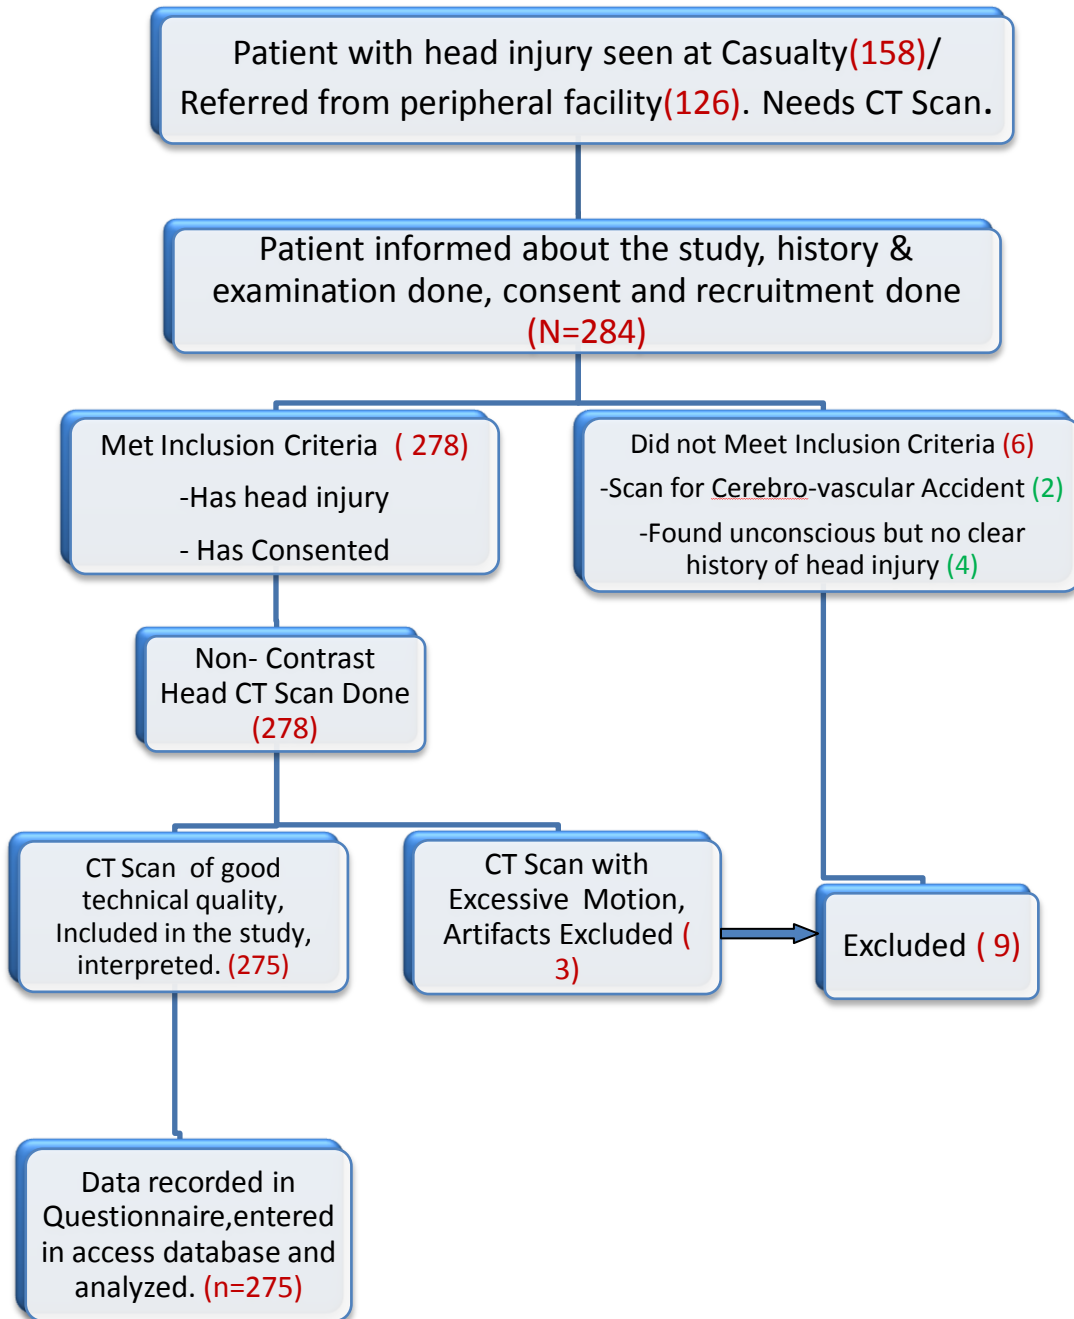 Patient with head injury seen at Casualty(158)/
Referred from peripheral facility(126). Needs CT Scan.
Patient informed about the study, history &
examination done, consent and recruitment done
(N=284)
Met Inclusion Criteria ( 278)
-Has head injury
- Has Consented
Did not Meet Inclusion Criteria (6)
-Scan for Cerebro-vascular Accident (2)
-Found unconscious but no clear
history of head injury (4)
Non- Contrast
Head CT Scan Done
(278)
CT Scan of good
technical quality,
Included in the study,
interpreted. (275)
CT Scan with
Excessive Motion,
Artifacts Excluded (
3)
Excluded ( 9)
Data recorded in
Questionnaire,entered
in access database and
analyzed. (n=275)